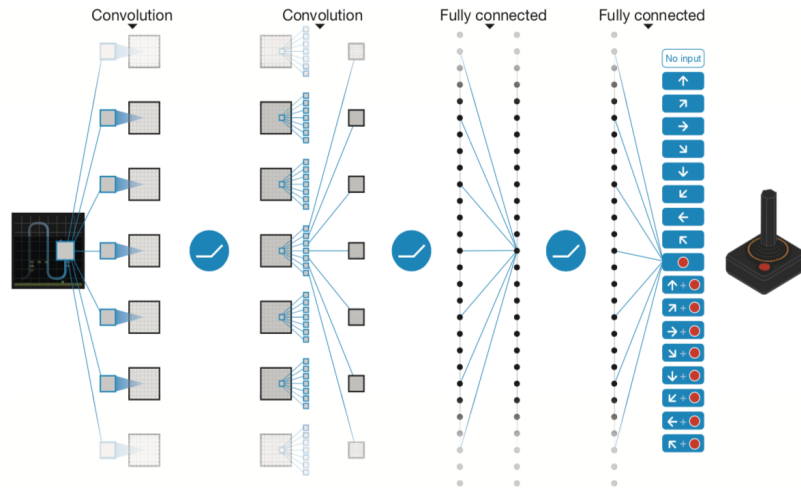 Convolution
Convolution
Fully connected
Fully connected
No input
+
+
+
+
+
+
+
+